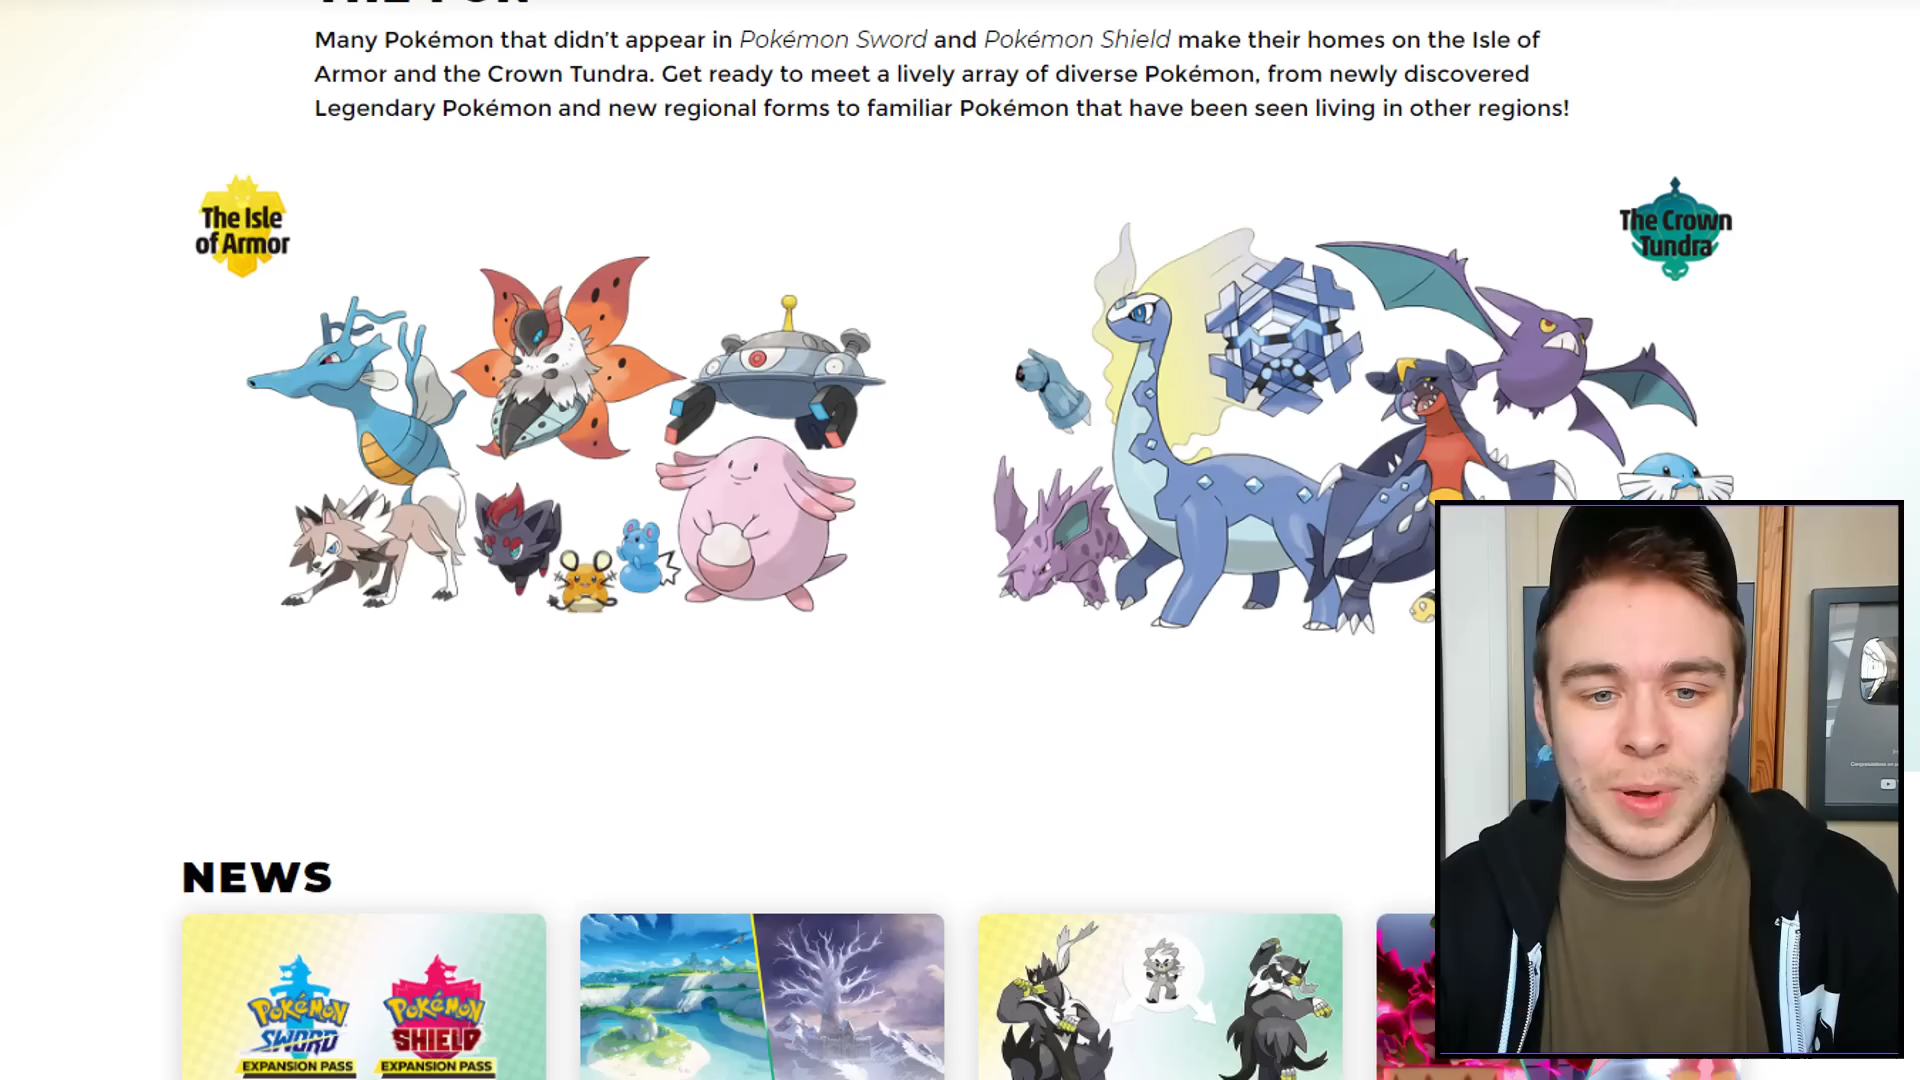 Many Pokémon that didn't appear in Pokémon Sword and Pokémon Shield make their homes on the Isle of
Armor and the Crown Tundra. Get ready to meet a lively array of diverse Pokémon, from newly discovered
Legendary Pokémon and new regional forms to familiar Pokémon that have been seen living in other regions!
The Isle
of Armor
The Crown
Tundra
NEWS
POKéMON
SWORD
EXPANSION PASS
POKéMON
SHIELD
EXPANSION PASS